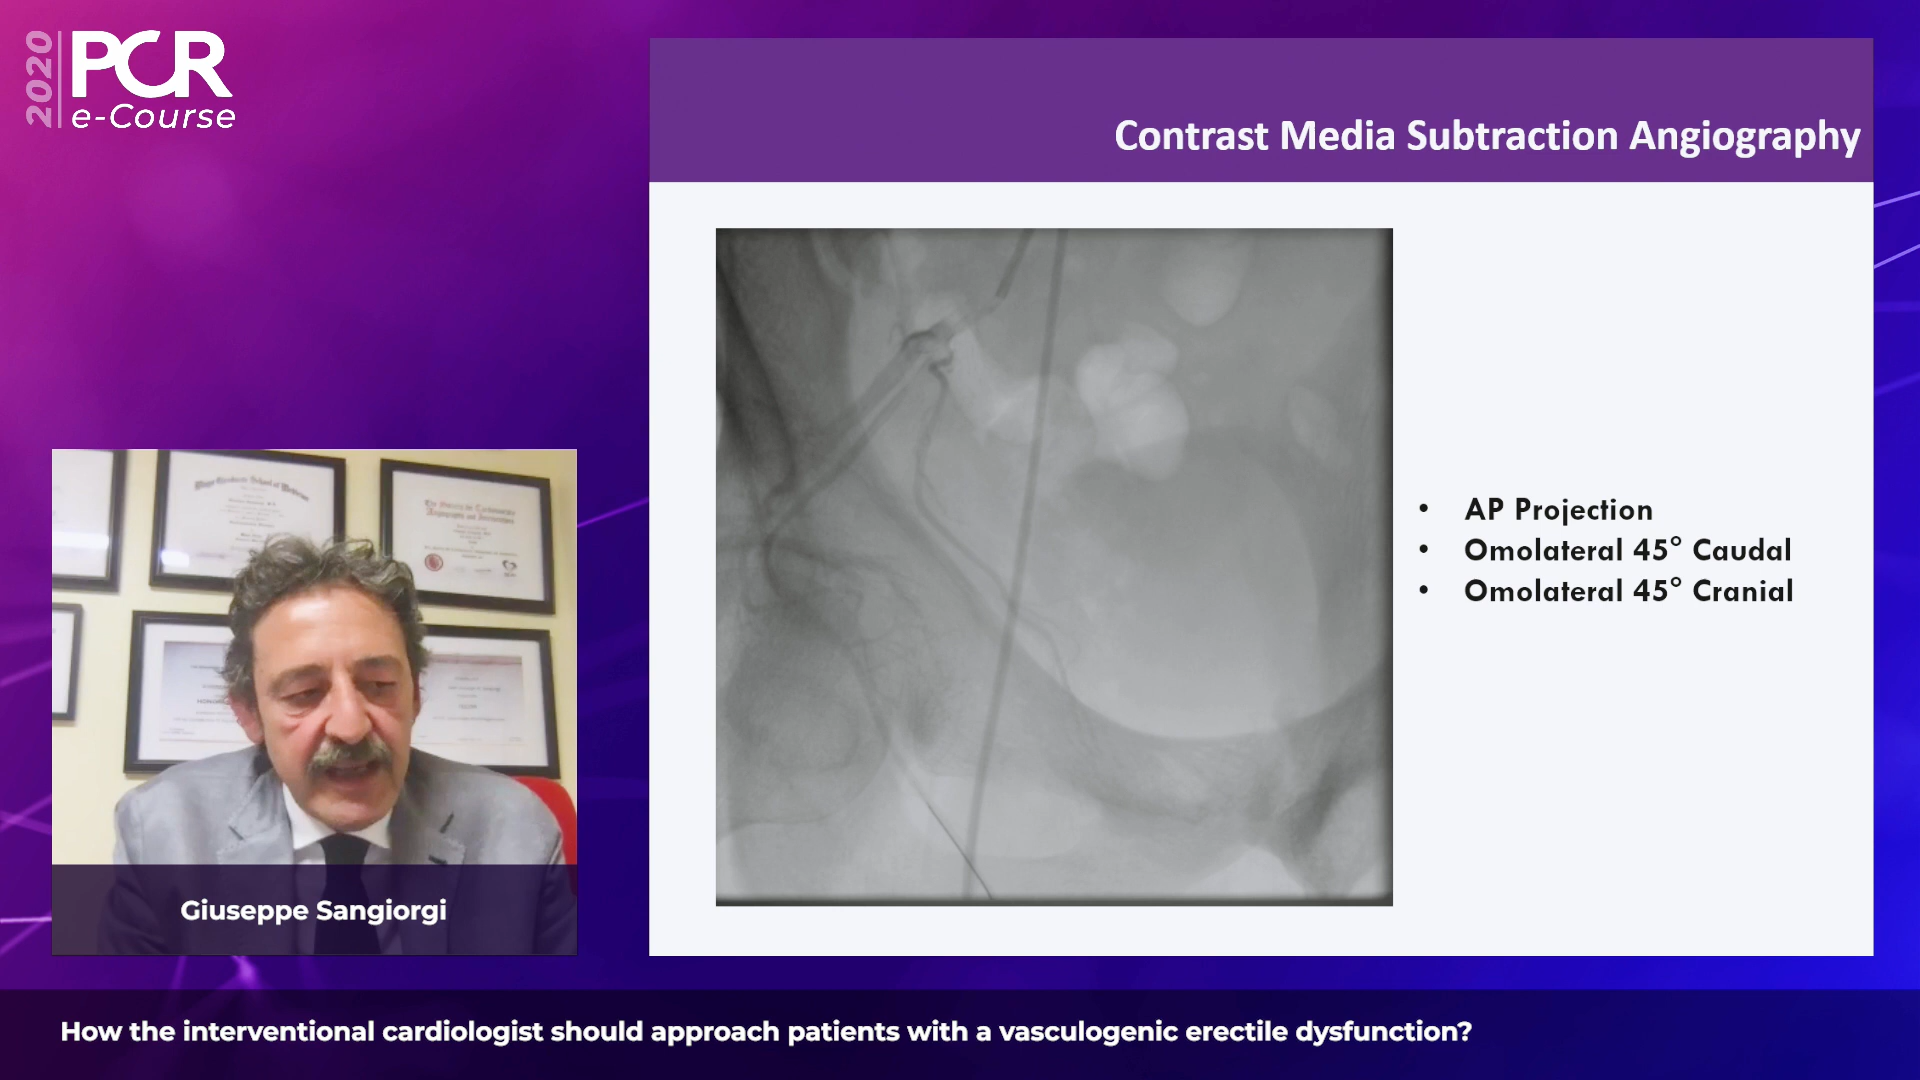 2020
PCR
e-Course
Contrast Media Subtraction Angiography
• AP Projection
• Omolateral 45° Caudal
• Omolateral 45° Cranial
Giuseppe Sangiorgi
How the interventional cardiologist should approach patients with a vasculogenic erectile dysfunction?